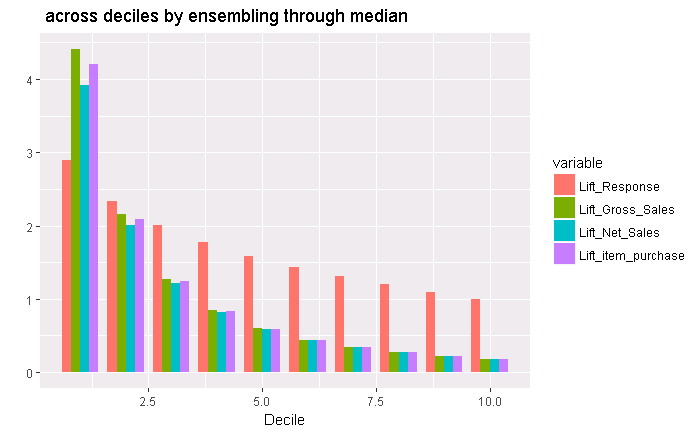 across deciles by ensembling through median
4
3
2
1
0
2.5
5.0
7.5
10.0
Decile
variable
Lift_Response
Lift_Gross_Sales
Lift_Net_Sales
Lift_item_purchase